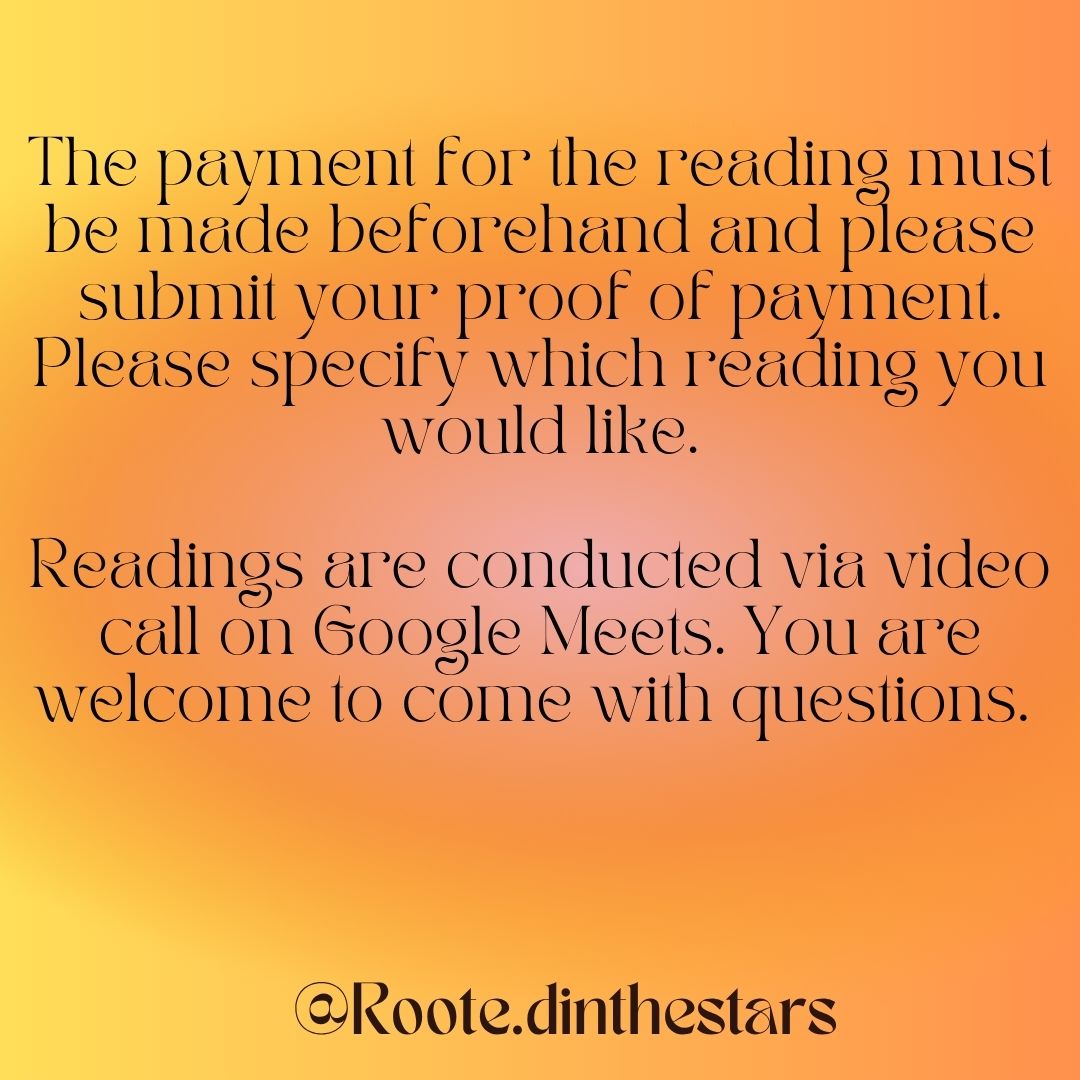 The payment for the reading must
be made beforehand and please
submit your proof of payment.
Please specify which reading you
would like.
Readings are conducted via video
call on Google Meets. You are
welcome to come with questions.
@Roote.dinthestars